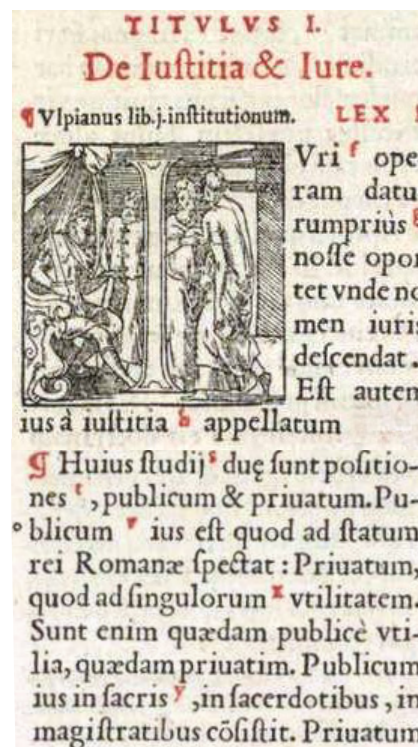 TITVLVS I.
De Iuſtitia & Iure.
¶ Vlpianus lib.j.inſtitutionum. LEX I
I Vri f ope
ram datu
rumpriùs g
noſſe opor
tet vnde no
men iuris
deſcendat.
Eſt autem
ius à iuſtitia h appellatum
¶ Huius ſtudij s duę ſunt poſitio-
nes t, publicum & priuatum. Pu-
blicum v ius eſt quod ad ſtatum
rei Romanæ ſpectat: Priuatum,
quod ad ſingulorum x vtilitatem.
Sunt enim quædam publicè vti-
lia, quædam priuatim. Publicum
ius in ſacris y, in ſacerdotibus, in
magiſtratibus cõſiſtit. Priuatum